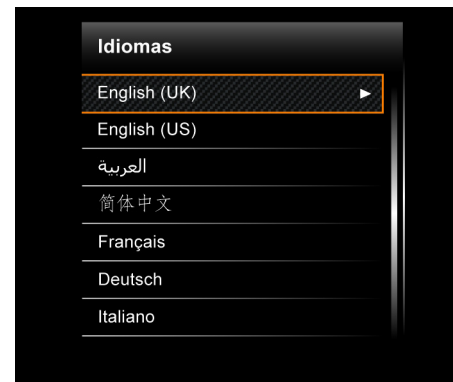 Idiomas
English (UK)
English (US)
العربية
简体中文
Français
Deutsch
Italiano